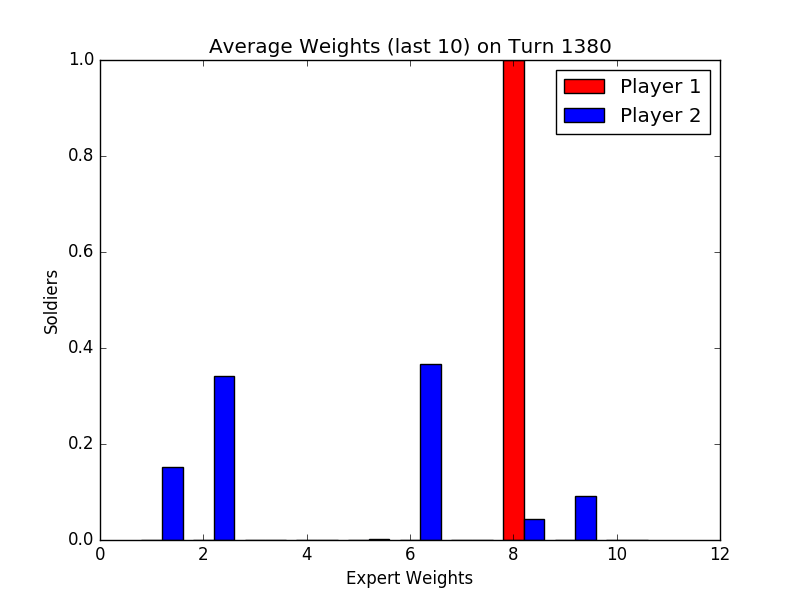 Average Weights (last 10) on Turn 1380
1.0
0.8
0.6
0.4
0.2
0.0
Soldiers
Player 1
Player 2
0 2 4 6 8 10 12
Expert Weights